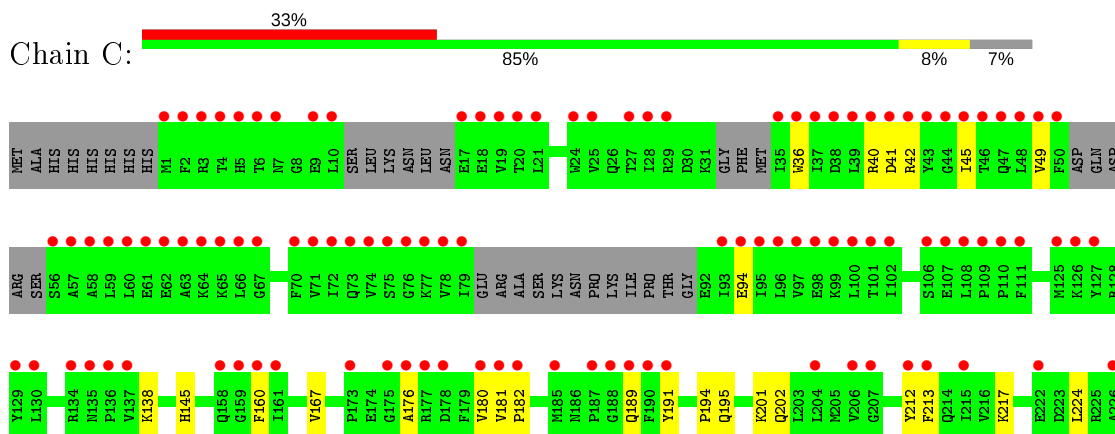 33%
Chain C:
85% 8% 7%
MET ALA HIS HIS HIS HIS HIS HIS M1 F2 R3 T4 H5 T6 N7 G8 E9 L10 SER LEU LYS ASN LEU ASN E17 E18 V19 T20 L21 W24 V25 Q26 T27 I28 R29 D30 K31 GLY PHE MET I35 W36 I37 D38 L39 R40 D41 R42 Y43 G44 I45 T46 Q47 L48 V49 F50 ASP GLN ASP
ARG SER S56 A57 A58 L59 L60 E61 E62 A63 K64 K65 L66 G67 F70 V71 I72 Q73 V74 S75 G76 K77 V78 I79 GLU ARG ALA SER LYS ASN PRO LYS ILE PRO THR GLY E92 I93 E94 I95 L96 V97 E98 K99 L100 T101 I102 S106 E107 L108 P109 P110 F111 M125 K126 Y127 R128
Y129 L130 R134 N135 P136 V137 K138 H145 Q158 G159 F160 I161 V167 P173 E174 G175 A176 R177 D178 F179 V180 V181 P182 M185 N186 P187 G188 Q189 F190 Y191 P194 Q195 K201 Q202 L203 L204 M205 V206 G207 Y212 F213 Q214 I215 V216 K217 E222 D223 L224 R225